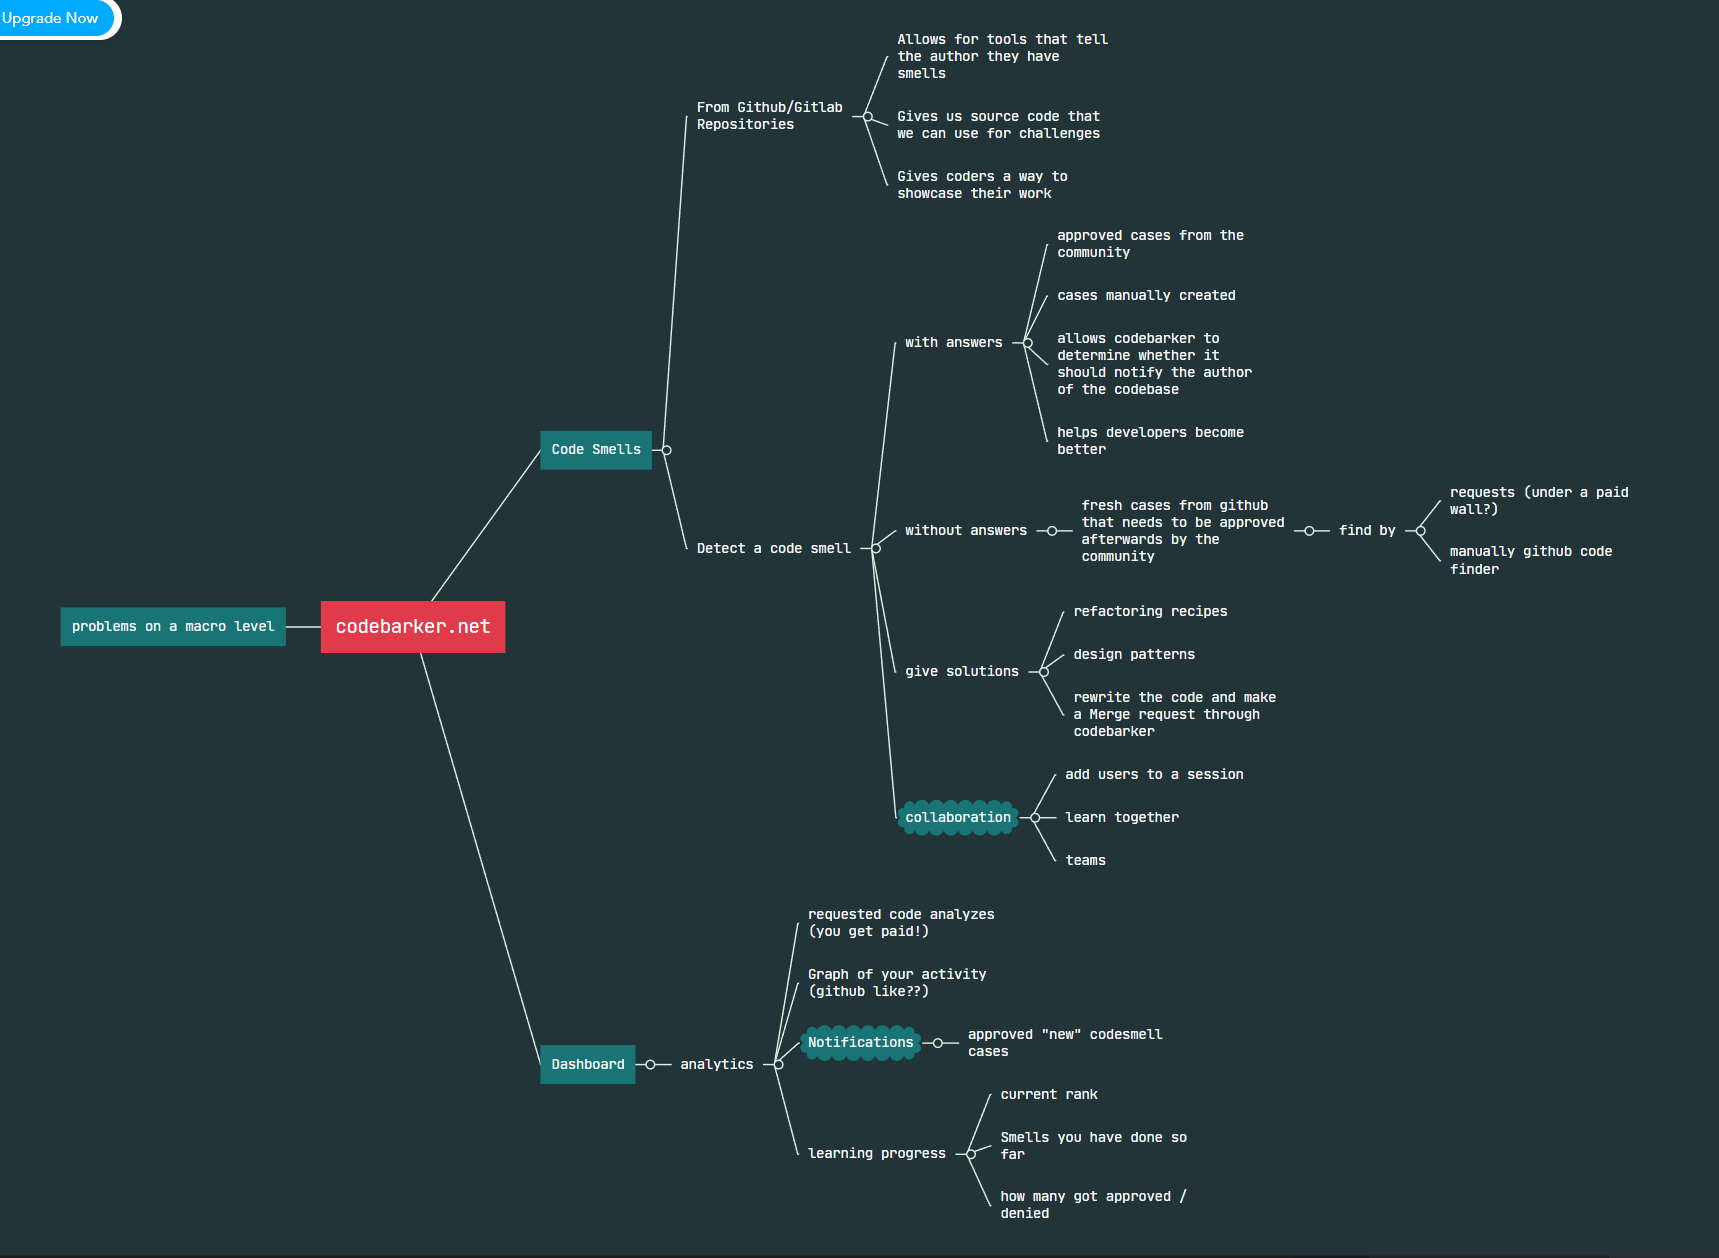 Upgrade Now
Allows for tools that tell
the author they have
smells
From Github/Gitlab
Repositories
Gives us source code that
we can use for challenges
Gives coders a way to
showcase their work
approved cases from the
community
cases manually created
with answers
allows codebarker to
determine whether it
should notify the author
of the codebase
helps developers become
better
Code Smells
Detect a code smell
without answers
fresh cases from github
that needs to be approved
afterwards by the
community
find by
requests (under a paid
wall?)
manually github code
finder
problems on a macro level
codebarker.net
give solutions
refactoring recipes
design patterns
rewrite the code and make
a Merge request through
codebarker
collaboration
add users to a session
learn together
teams
Dashboard
analytics
requested code analyzes
(you get paid!)
Graph of your activity
(github like??)
Notifications
approved "new" codesmell
cases
learning progress
current rank
Smells you have done so
far
how many got approved /
denied